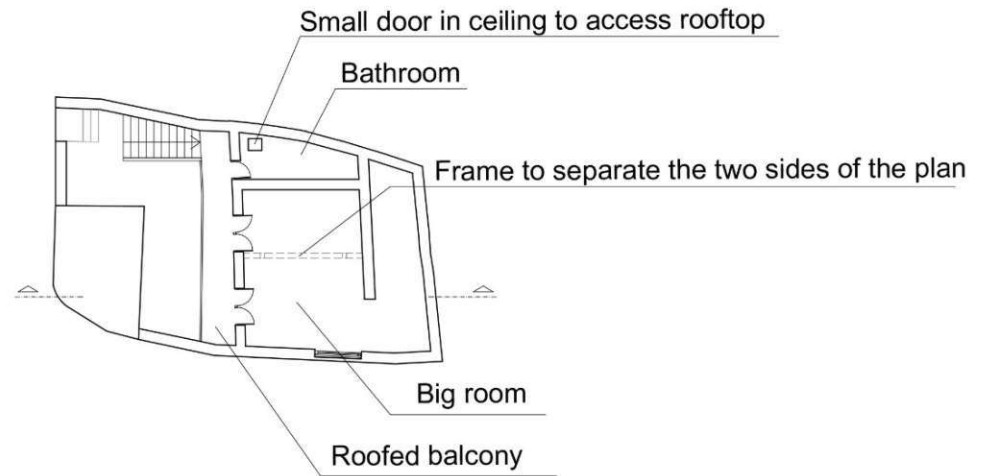 Small door in ceiling to access rooftop
Bathroom
Frame to separate the two sides of the plan
Big room
Roofed balcony